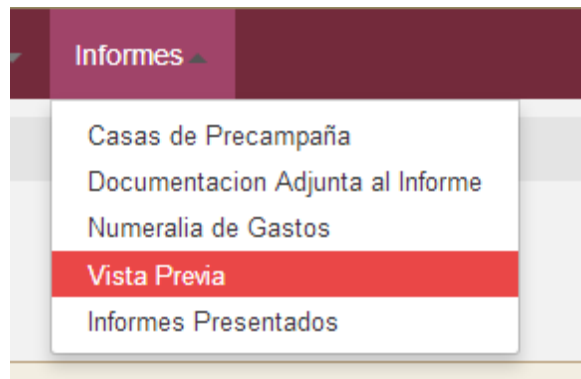 Informes
Casas de Precampaña
Documentacion Adjunta al Informe
Numeralia de Gastos
Vista Previa
Informes Presentados